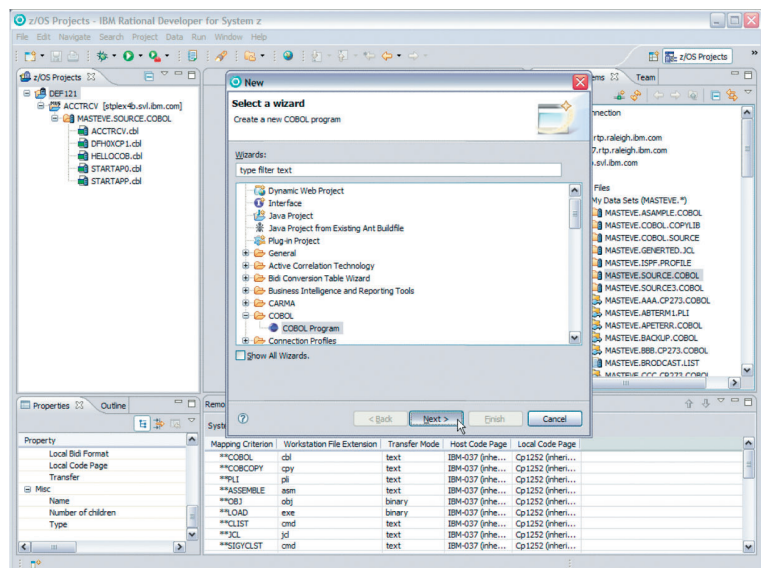 z/OS Projects - IBM Rational Developer for System z
File Edit Navigate Search Project Data Run Window Help
z/OS Projects
z/OS Projects
DEF121
ACCTRCV [stplex4b.svl.ibm.com]
MASTEVE.SOURCE.COBOL
ACCTRCV.cbl
DFH0XCP1.cbl
HELLOCOB.cbl
STARTAP0.cbl
STARTAPP.cbl
New
Select a wizard
Create a new COBOL program
Wizards:
type filter text
Dynamic Web Project
Interface
Java Project
Java Project from Existing Ant Buildfile
Plug-in Project
General
Active Correlation Technology
Bidi Conversion Table Wizard
Business Intelligence and Reporting Tools
CARMA
COBOL
COBOL Program
Connection Profiles
Show All Wizards.
< Back Next > Finish Cancel
ems Team
nnection
rtp.raleigh.ibm.com
7.rtp.raleigh.ibm.com
.svl.ibm.com
Files
My Data Sets (MASTEVE.*)
MASTEVE.ASAMPLE.COBOL
MASTEVE.COBOL.COPYLIB
MASTEVE.COBOL.SOURCE
MASTEVE.GENERTED.JCL
MASTEVE.ISPF.PROFILE
MASTEVE.SOURCE.COBOL
MASTEVE.SOURCE3.COBOL
MASTEVE.AAA.CP273.COBOL
MASTEVE.ABTERM1.PLI
MASTEVE.APETERR.COBOL
MASTEVE.BACKUP.COBOL
MASTEVE.BBB.CP273.COBOL
MASTEVE.BRODCAST.LIST
MASTEVE.CCC.CP273.COBOL
Properties Outline
Property
Local Bidi Format
Local Code Page
Transfer
Misc
Name
Number of children
Type
Remo
Syst
Mapping Criterion Workstation File Extension Transfer Mode Host Code Page Local Code Page
**COBOL cbl text IBM-037 (inhe... Cp1252 (inheri...
**COBCOPY cpy text IBM-037 (inhe... Cp1252 (inheri...
**PLI pli text IBM-037 (inhe... Cp1252 (inheri...
**ASSEMBLE asm text IBM-037 (inhe... Cp1252 (inheri...
**OBJ obj binary IBM-037 (inhe... Cp1252 (inheri...
**LOAD exe binary IBM-037 (inhe... Cp1252 (inheri...
**CLIST cmd text IBM-037 (inhe... Cp1252 (inheri...
**JCL jcl text IBM-037 (inhe... Cp1252 (inheri...
**SIGYCLST cmd text IBM-037 (inhe... Cp1252 (inheri...